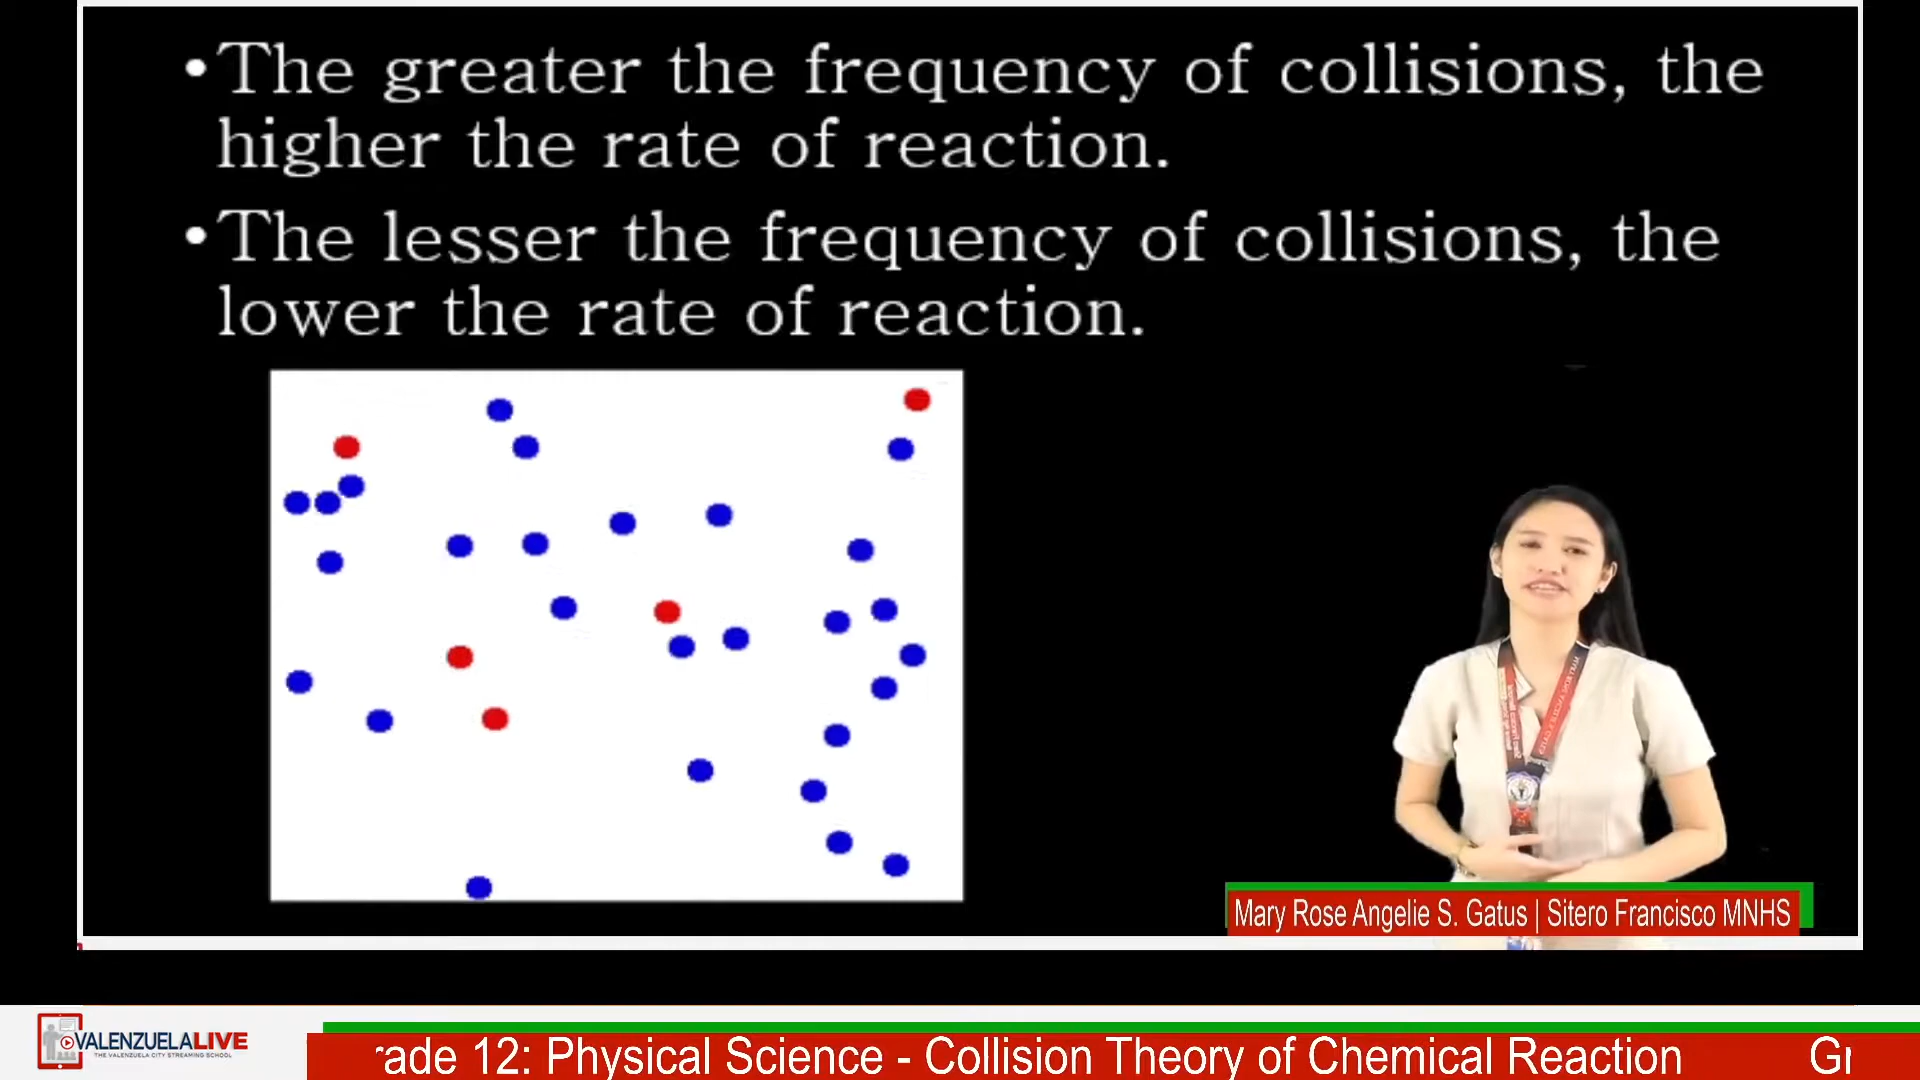 •The greater the frequency of collisions, the
higher the rate of reaction.
•The lesser the frequency of collisions, the
lower the rate of reaction.
Mary Rose Angelie S. Gatus | Sitero Francisco MNHS
VALENZUELALIVE
THE VALENZUELA CITY STREAMING SCHOOL
rade 12: Physical Science - Collision Theory of Chemical Reaction Gr